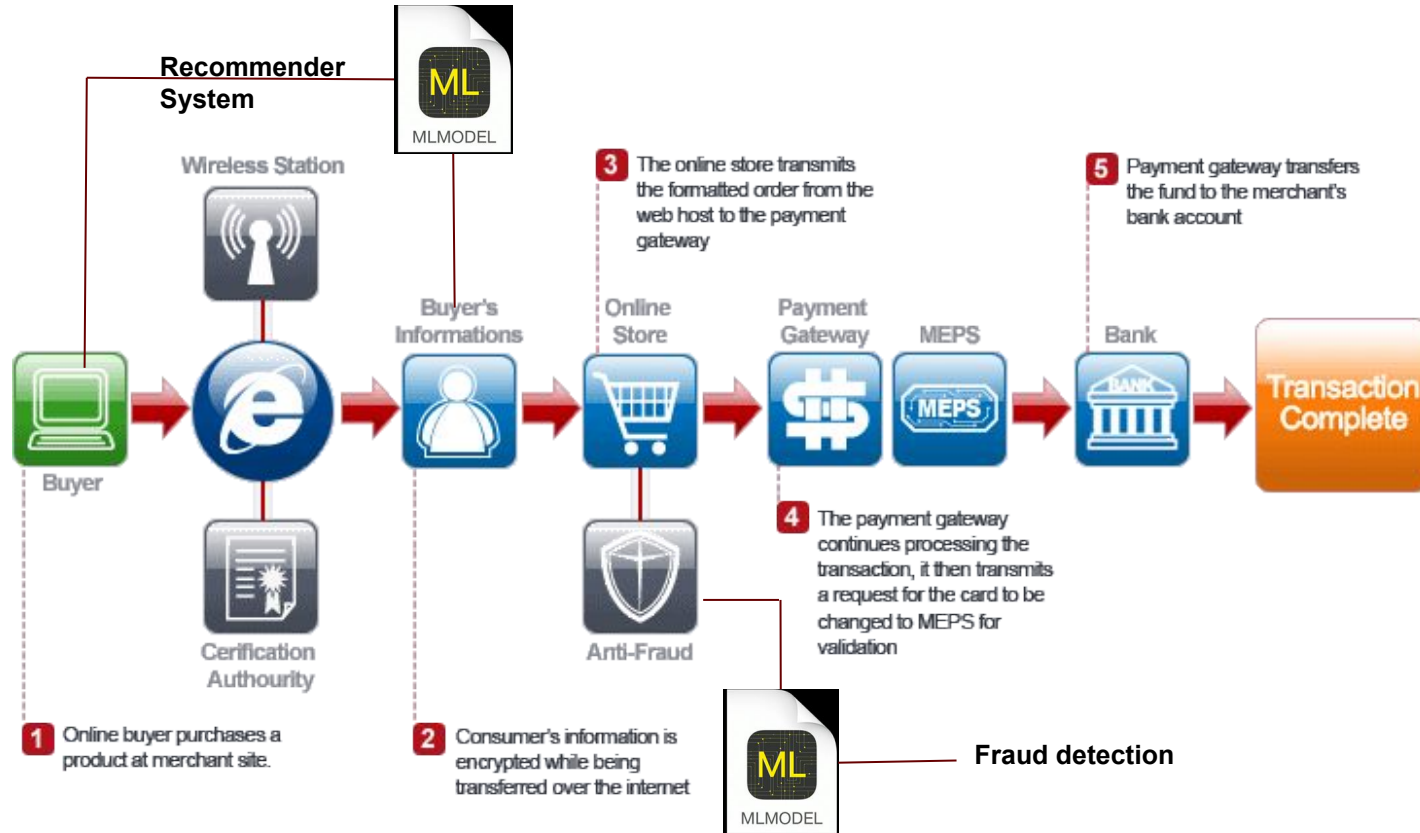 Recommender
System
ML
MLMODEL
Wireless Station
3 The online store transmits
the formatted order from the
web host to the payment
gateway
5 Payment gateway transfers
the fund to the merchant's
bank account
Buyer's
Informations
Online
Store
Payment
Gateway
MEPS
Bank
BANK
MEPS
Transaction
Complete
Buyer
4 The payment gateway
continues processing the
transaction, it then transmits
a request for the card to be
changed to MEPS for
validation
Cerification
Authourity
Anti-Fraud
1 Online buyer purchases a
product at merchant site.
2 Consumer's information is
encrypted while being
transferred over the internet
ML
MLMODEL
Fraud detection